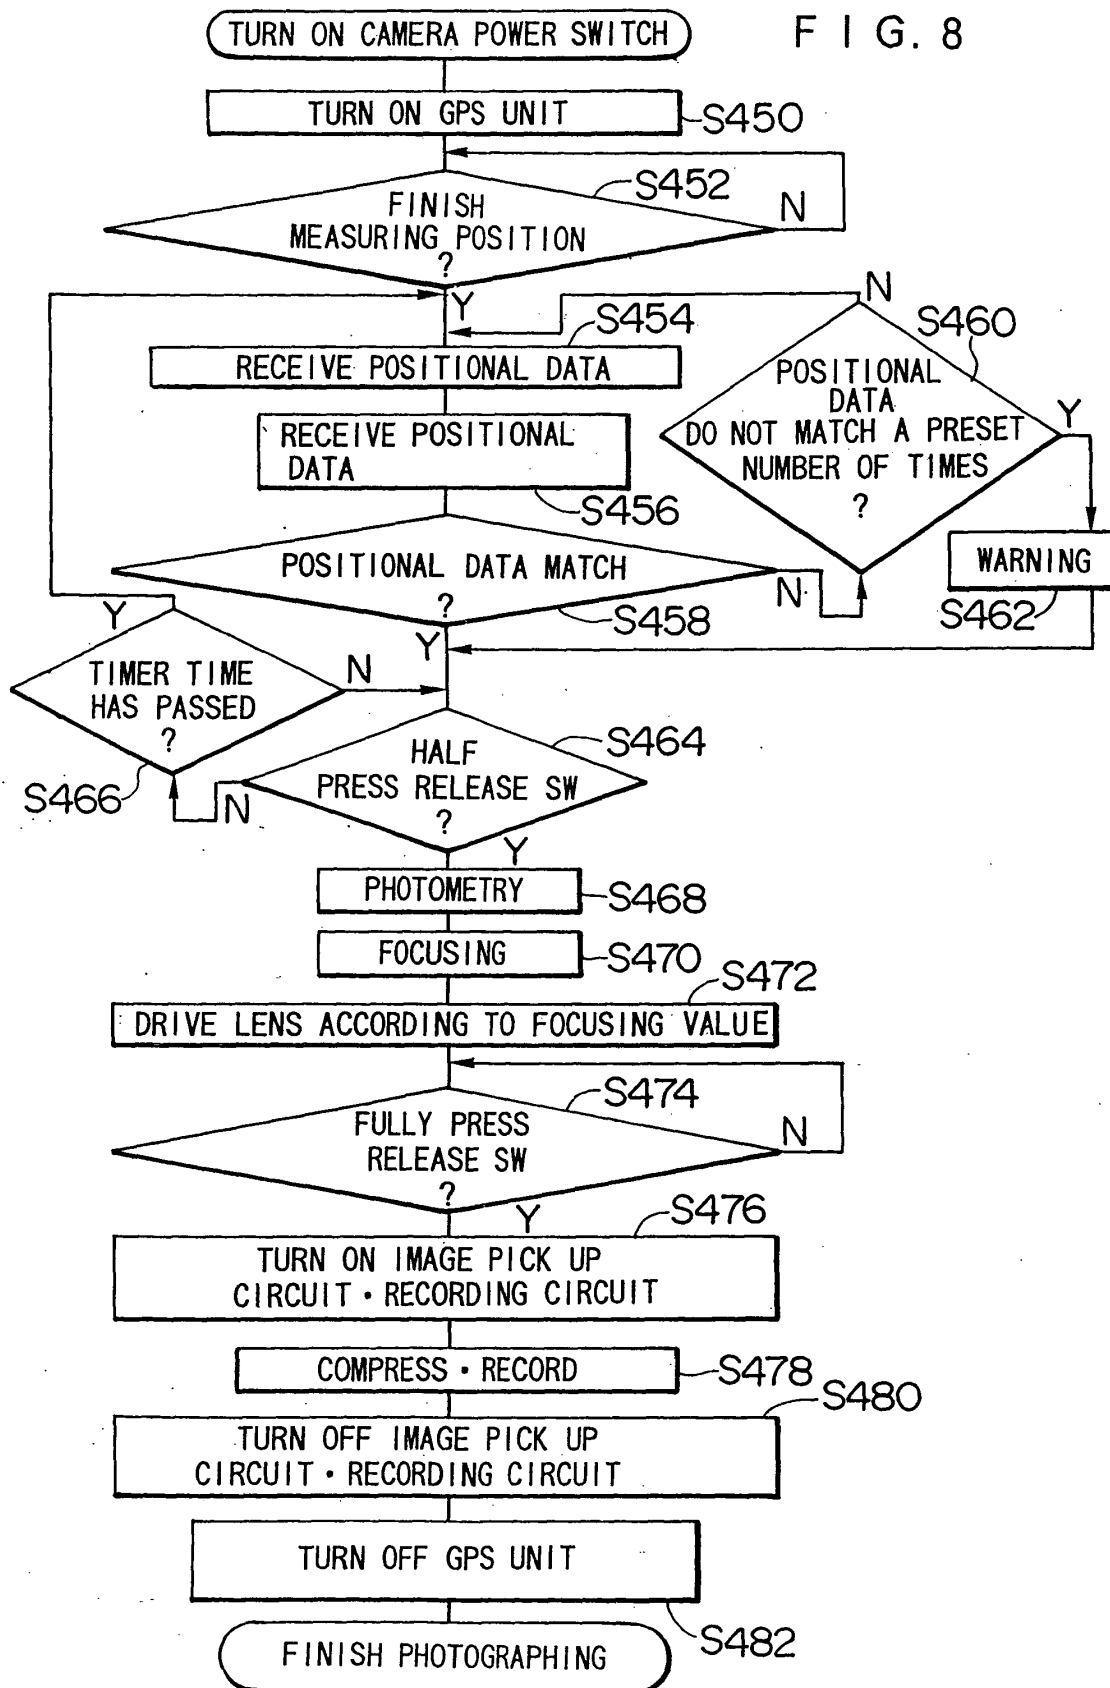 FIG. 8
TURN ON CAMERA POWER SWITCH
TURN ON GPS UNIT
S450
S452
FINISH
MEASURING POSITION
?
N
Y
S454
RECEIVE POSITIONAL DATA
RECEIVE POSITIONAL
DATA
S456
POSITIONAL DATA MATCH
?
N
S458
Y
N
S460
POSITIONAL
DATA
DO NOT MATCH A PRESET
NUMBER OF TIMES
?
Y
WARNING
S462
Y
TIMER TIME
HAS PASSED
?
N
S466
S464
HALF
PRESS RELEASE SW
?
N
Y
PHOTOMETRY
S468
FOCUSING
S470
S472
DRIVE LENS ACCORDING TO FOCUSING VALUE
S474
FULLY PRESS
RELEASE SW
?
N
Y
S476
TURN ON IMAGE PICK UP
CIRCUIT・RECORDING CIRCUIT
COMPRESS・RECORD
S478
S480
TURN OFF IMAGE PICK UP
CIRCUIT・RECORDING CIRCUIT
TURN OFF GPS UNIT
S482
FINISH PHOTOGRAPHING